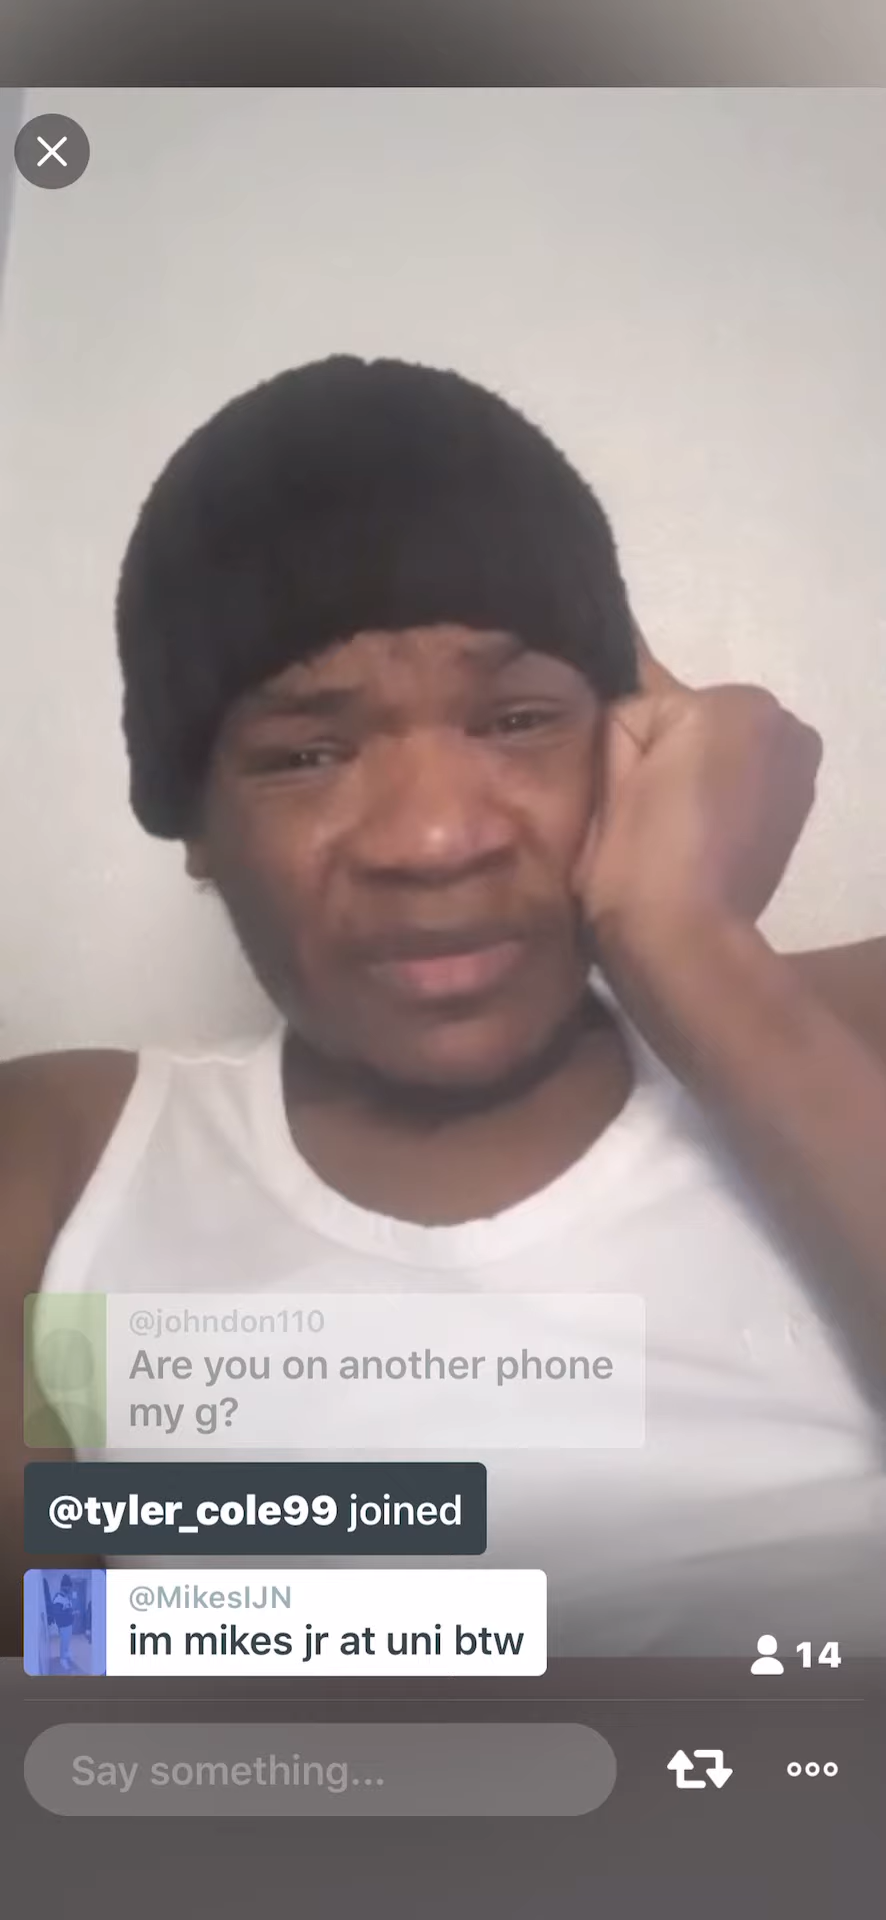 @johndon110
Are you on another phone
my g?
@tyler_cole99 joined
@MikesIJN
im mikes jr at uni btw
14
Say something...